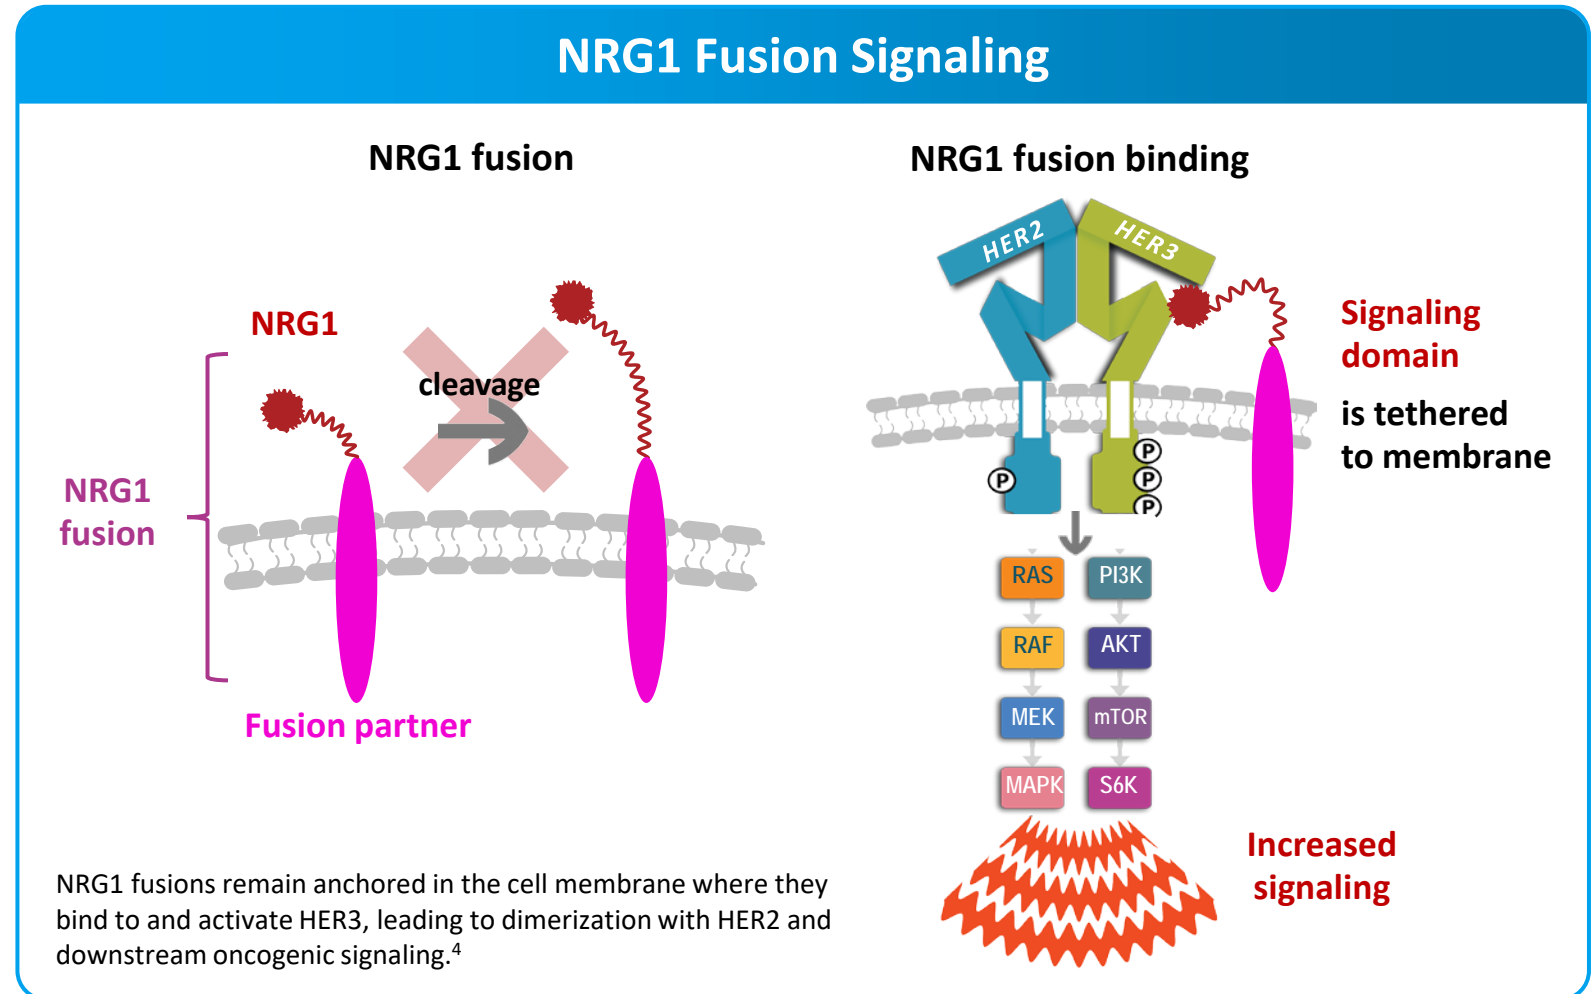 NRG1 Fusion Signaling
NRG1 fusion
NRG1
cleavage
NRG1
fusion
Fusion partner
NRG1 fusions remain anchored in the cell membrane where they
bind to and activate HER3, leading to dimerization with HER2 and
downstream oncogenic signaling.⁴
NRG1 fusion binding
HER2
HER3
Signaling
domain
is tethered
to membrane
P
P
P
P
RAS
PI3K
RAF
AKT
MEK
mTOR
MAPK
S6K
Increased
signaling